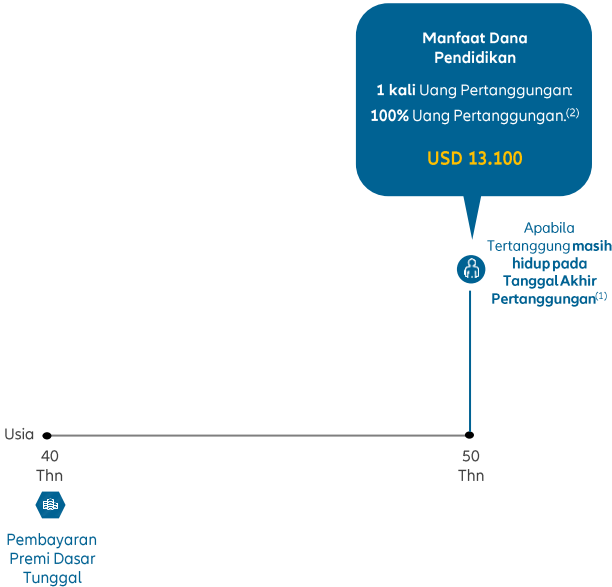 Manfaat Dana
Pendidikan
1 kali Uang Pertanggungan:
100% Uang Pertanggungan.(2)
USD 13.100
Apabila
Tertanggung masih
hidup pada
Tanggal Akhir
Pertanggungan(1)
Usia
40
Thn
50
Thn
Pembayaran
Premi Dasar
Tunggal